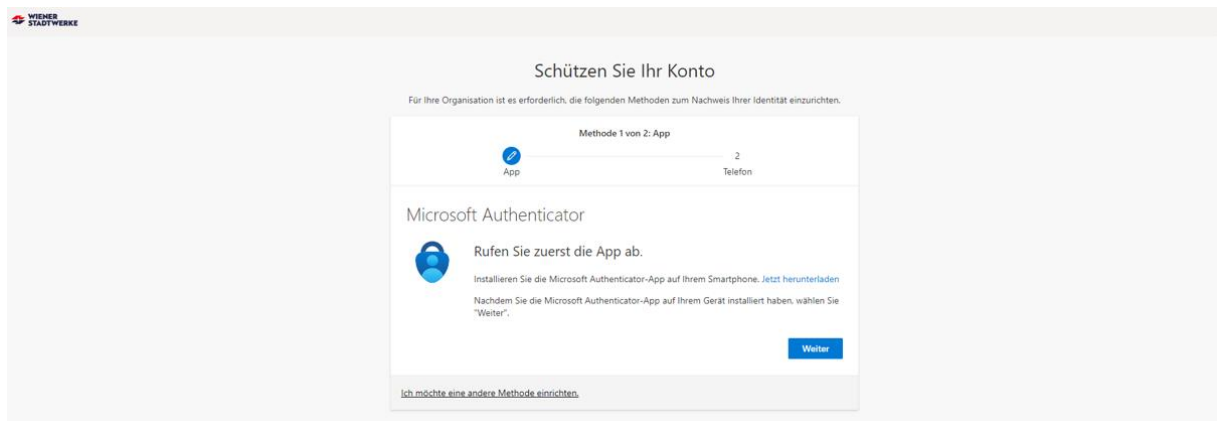 WIENER
STADTWERKE
Schützen Sie Ihr Konto
Für Ihre Organisation ist es erforderlich, die folgenden Methoden zum Nachweis Ihrer Identität einzurichten.
Methode 1 von 2: App
2
App
Telefon
Microsoft Authenticator
Rufen Sie zuerst die App ab.
Installieren Sie die Microsoft Authenticator-App auf Ihrem Smartphone. Jetzt herunterladen
Nachdem Sie die Microsoft Authenticator-App auf Ihrem Gerät installiert haben, wählen Sie
"Weiter".
Weiter
Ich möchte eine andere Methode einrichten.